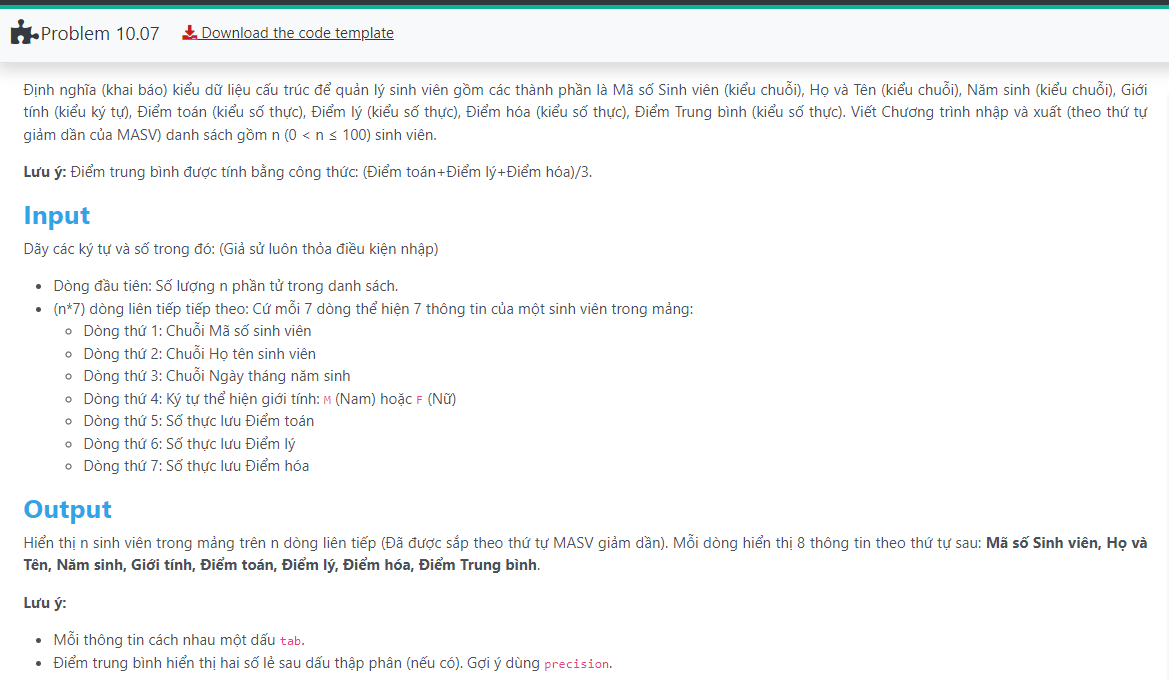 Problem 10.07 Download the code template
Định nghĩa (khai báo) kiểu dữ liệu cấu trúc để quản lý sinh viên gồm các thành phần là Mã số Sinh viên (kiểu chuỗi), Họ và Tên (kiểu chuỗi), Năm sinh (kiểu chuỗi), Giới
tính (kiểu ký tự), Điểm toán (kiểu số thực), Điểm lý (kiểu số thực), Điểm hóa (kiểu số thực), Điểm Trung bình (kiểu số thực). Viết Chương trình nhập và xuất (theo thứ tự
giảm dần của MASV) danh sách gồm n (0 < n ≤ 100) sinh viên.
Lưu ý: Điểm trung bình được tính bằng công thức: (Điểm toán+Điểm lý+Điểm hóa)/3.
Input
Dãy các ký tự và số trong đó: (Giả sử luôn thỏa điều kiện nhập)
• Dòng đầu tiên: Số lượng n phần tử trong danh sách.
• (n*7) dòng liên tiếp tiếp theo: Cứ mỗi 7 dòng thể hiện 7 thông tin của một sinh viên trong mảng:
◦ Dòng thứ 1: Chuỗi Mã số sinh viên
◦ Dòng thứ 2: Chuỗi Họ tên sinh viên
◦ Dòng thứ 3: Chuỗi Ngày tháng năm sinh
◦ Dòng thứ 4: Ký tự thể hiện giới tính: M (Nam) hoặc F (Nữ)
◦ Dòng thứ 5: Số thực lưu Điểm toán
◦ Dòng thứ 6: Số thực lưu Điểm lý
◦ Dòng thứ 7: Số thực lưu Điểm hóa
Output
Hiển thị n sinh viên trong mảng trên n dòng liên tiếp (Đã được sắp theo thứ tự MASV giảm dần). Mỗi dòng hiển thị 8 thông tin theo thứ tự sau: Mã số Sinh viên, Họ và
Tên, Năm sinh, Giới tính, Điểm toán, Điểm lý, Điểm hóa, Điểm Trung bình.
Lưu ý:
• Mỗi thông tin cách nhau một dấu tab.
• Điểm trung bình hiển thị hai số lẻ sau dấu thập phân (nếu có). Gợi ý dùng precision.